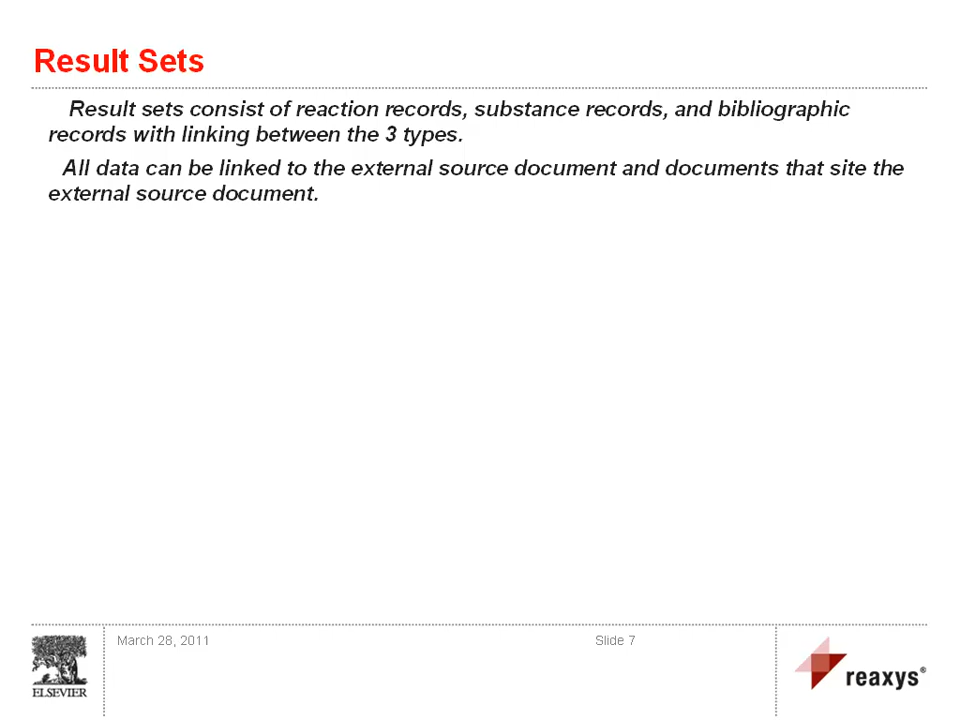 Result Sets
Result sets consist of reaction records, substance records, and bibliographic
records with linking between the 3 types.
All data can be linked to the external source document and documents that site the
external source document.
March 28, 2011
Slide 7
ELSEVIER
reaxys®